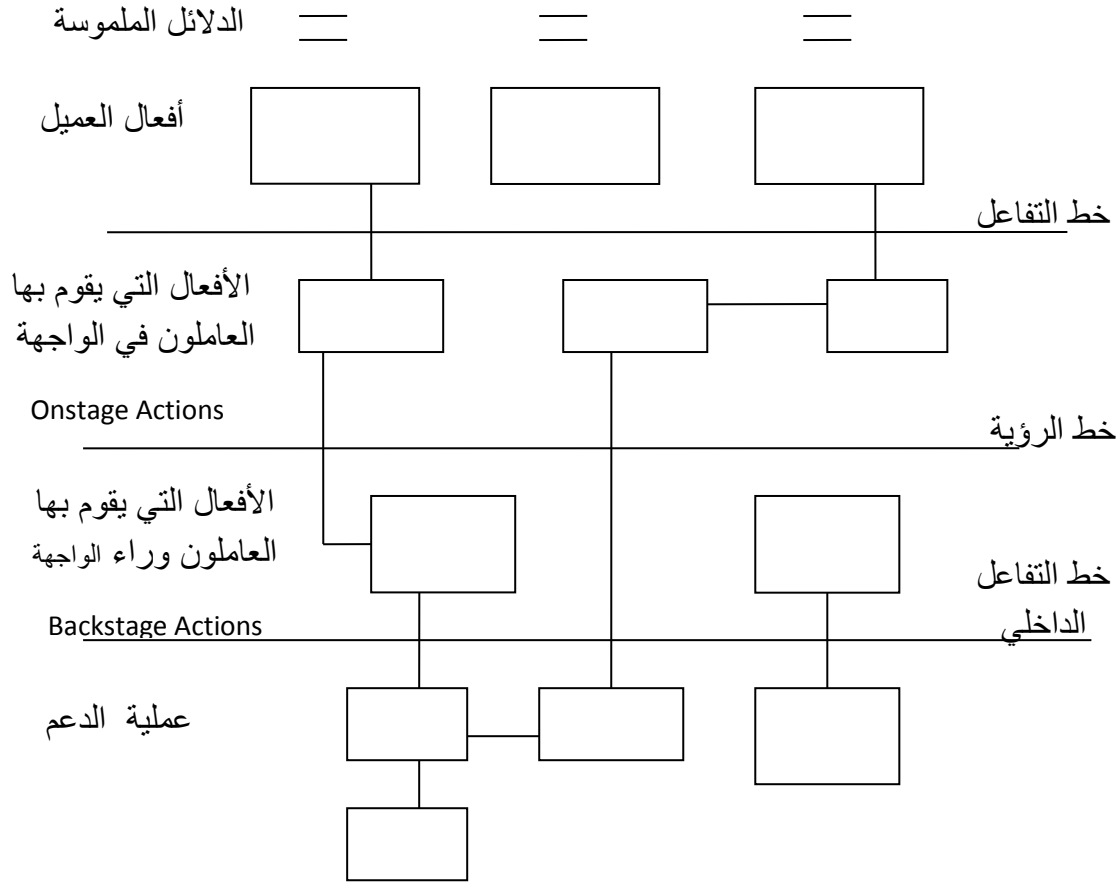 الدلائل الملموسة
أفعال العميل
خط التفاعل
الأفعال التي يقوم بها
العاملون في الواجهة
Onstage Actions
خط الرؤية
الأفعال التي يقوم بها
العاملون وراء الواجهة
خط التفاعل
الداخلي
Backstage Actions
عملية الدعم